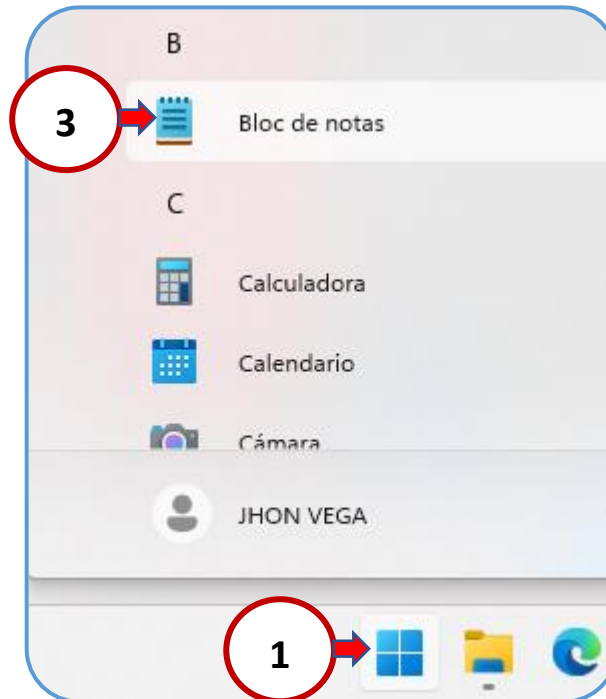 B
3
Bloc de notas
C
Calculadora
Calendario
Cámara
JHON VEGA
1